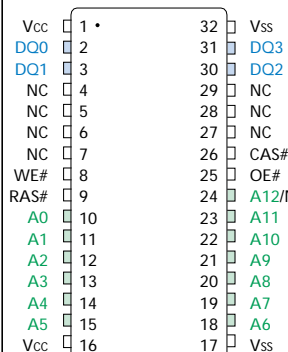 Vcc 1 • 32 Vss
DQ0 2 31 DQ3
DQ1 3 30 DQ2
NC 4 29 NC
NC 5 28 NC
NC 6 27 NC
NC 7 26 CAS#
WE# 8 25 OE#
RAS# 9 24 A12/
A0 10 23 A11
A1 11 22 A10
A2 12 21 A9
A3 13 20 A8
A4 14 19 A7
A5 15 18 A6
Vcc 16 17 Vss